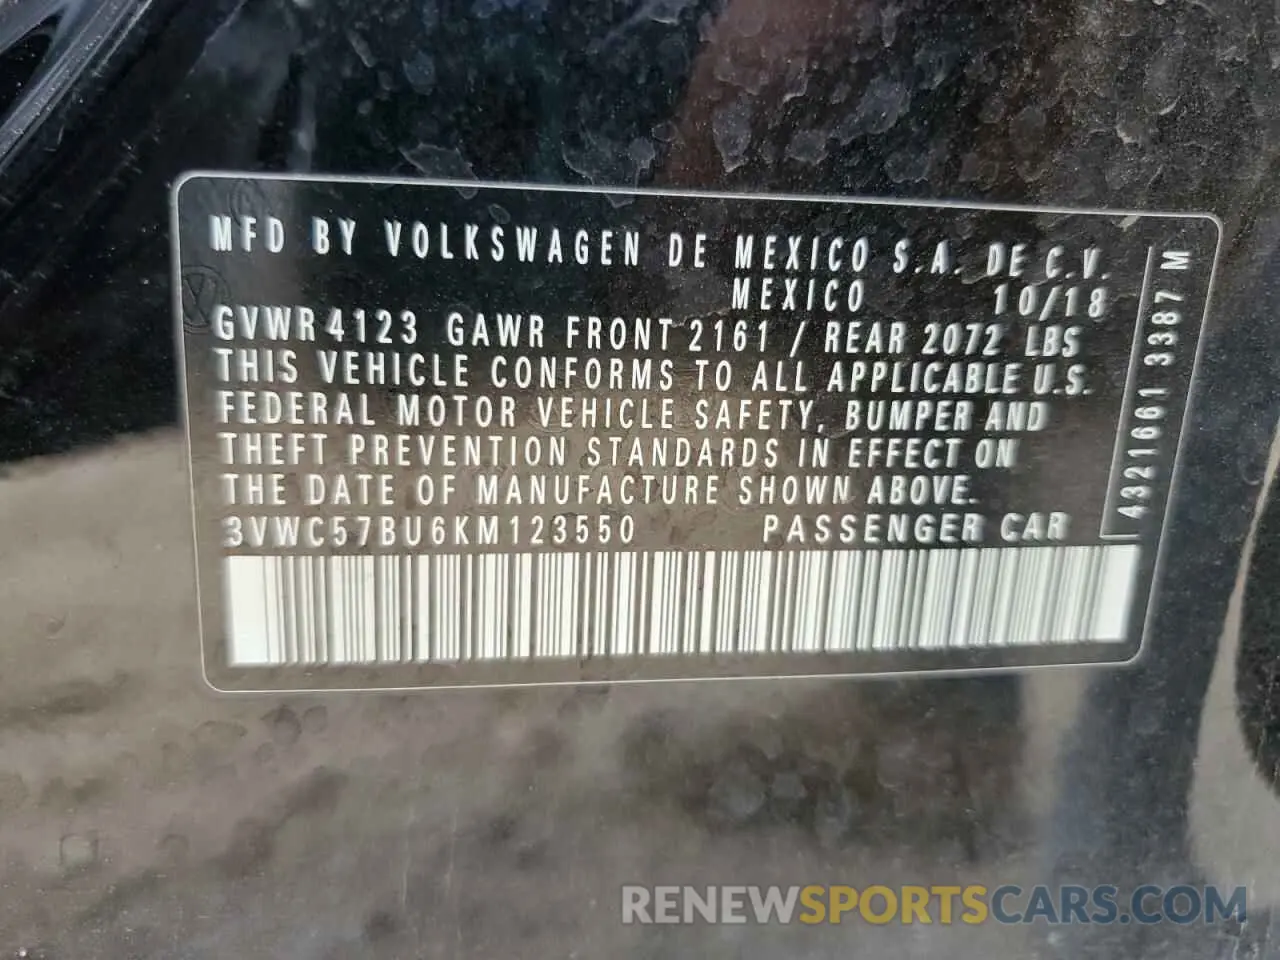 MFD BY VOLKSWAGEN DE MEXICO S.A. DE C.V.
MEXICO 10/18
GVWR 4123 GAWR FRONT 2161 / REAR 2072 LBS
THIS VEHICLE CONFORMS TO ALL APPLICABLE U.S.
FEDERAL MOTOR VEHICLE SAFETY, BUMPER AND
THEFT PREVENTION STANDARDS IN EFFECT ON
THE DATE OF MANUFACTURE SHOWN ABOVE.
3VWC57BU6KM123550 PASSENGER CAR
4321661 3387 M
RENEWSPORTSCARS.COM